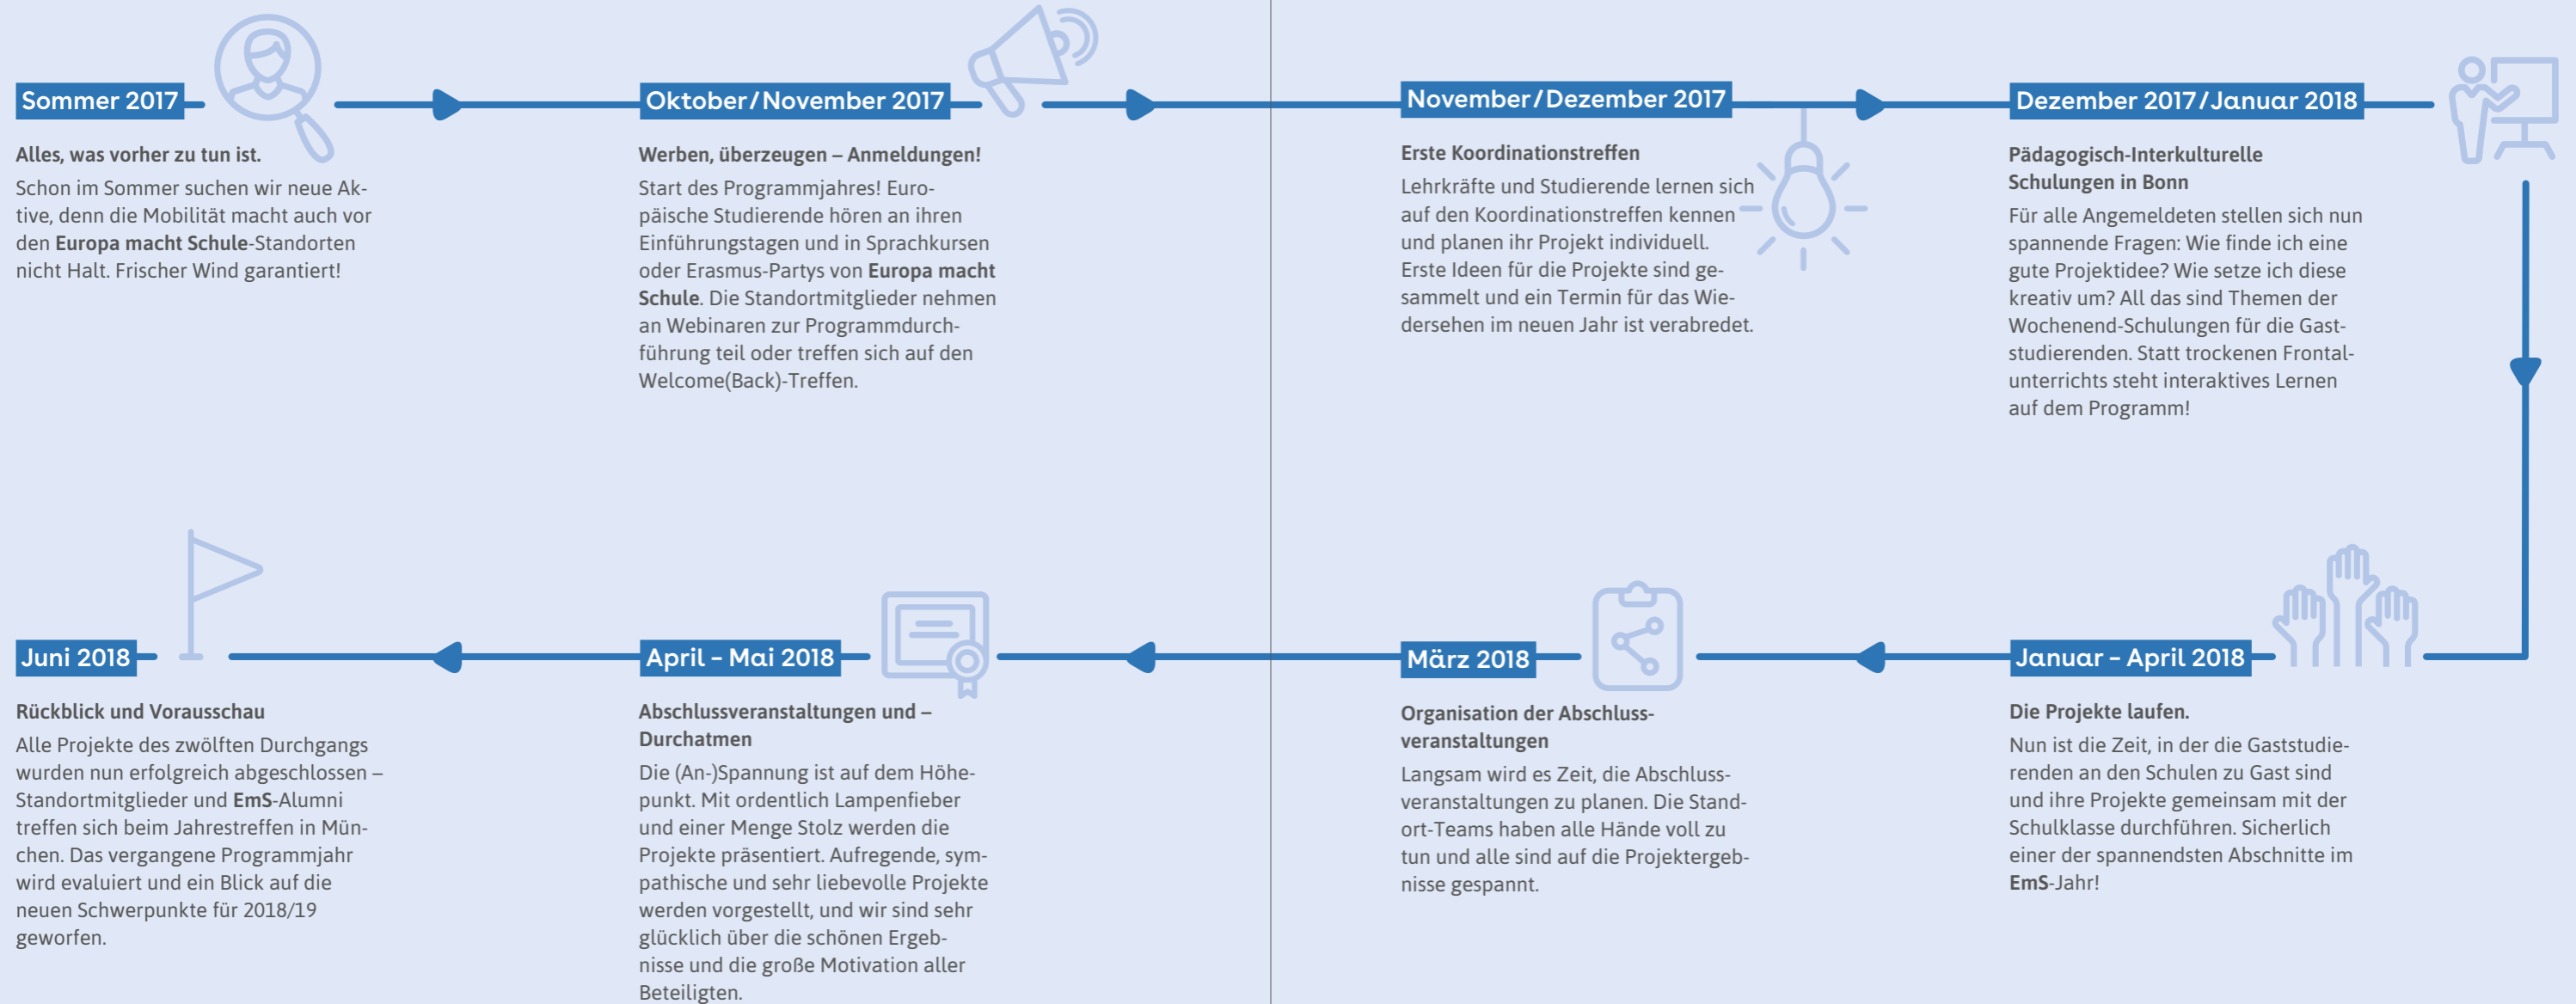 Sommer 2017
Alles, was vorher zu tun ist.
Schon im Sommer suchen wir neue Ak-
tive, denn die Mobilität macht auch vor
den Europa macht Schule-Standorten
nicht Halt. Frischer Wind garantiert!
Oktober/November 2017
Werben, überzeugen – Anmeldungen!
Start des Programmjahres! Euro-
päische Studierende hören an ihren
Einführungstagen und in Sprachkursen
oder Erasmus-Partys von Europa macht
Schule. Die Standortmitglieder nehmen
an Webinaren zur Programmdurch-
führung teil oder treffen sich auf den
Welcome(Back)-Treffen.
November/Dezember 2017
Erste Koordinationstreffen
Lehrkräfte und Studierende lernen sich
auf den Koordinationstreffen kennen
und planen ihr Projekt individuell.
Erste Ideen für die Projekte sind ge-
sammelt und ein Termin für das Wie-
dersehen im neuen Jahr ist verabredet.
Dezember 2017/Januar 2018
Pädagogisch-Interkulturelle
Schulungen in Bonn
Für alle Angemeldeten stellen sich nun
spannende Fragen: Wie finde ich eine
gute Projektidee? Wie setze ich diese
kreativ um? All das sind Themen der
Wochenend-Schulungen für die Gast-
studierenden. Statt trockenen Frontal-
unterrichts steht interaktives Lernen
auf dem Programm!
Januar – April 2018
Die Projekte laufen.
Nun ist die Zeit, in der die Gaststudie-
renden an den Schulen zu Gast sind
und ihre Projekte gemeinsam mit der
Schulklasse durchführen. Sicherlich
einer der spannendsten Abschnitte im
EmS-Jahr!
März 2018
Organisation der Abschluss-
veranstaltungen
Langsam wird es Zeit, die Abschluss-
veranstaltungen zu planen. Die Stand-
ort-Teams haben alle Hände voll zu
tun und alle sind auf die Projektergeb-
nisse gespannt.
April – Mai 2018
Abschlussveranstaltungen und –
Durchatmen
Die (An-)Spannung ist auf dem Höhe-
punkt. Mit ordentlich Lampenfieber
und einer Menge Stolz werden die
Projekte präsentiert. Aufregende, sym-
pathische und sehr liebevolle Projekte
werden vorgestellt, und wir sind sehr
glücklich über die schönen Ergeb-
nisse und die große Motivation aller
Beteiligten.
Juni 2018
Rückblick und Vorausschau
Alle Projekte des zwölften Durchgangs
wurden nun erfolgreich abgeschlossen –
Standortmitglieder und EmS-Alumni
treffen sich beim Jahrestreffen in Mün-
chen. Das vergangene Programmjahr
wird evaluiert und ein Blick auf die
neuen Schwerpunkte für 2018/19
geworfen.